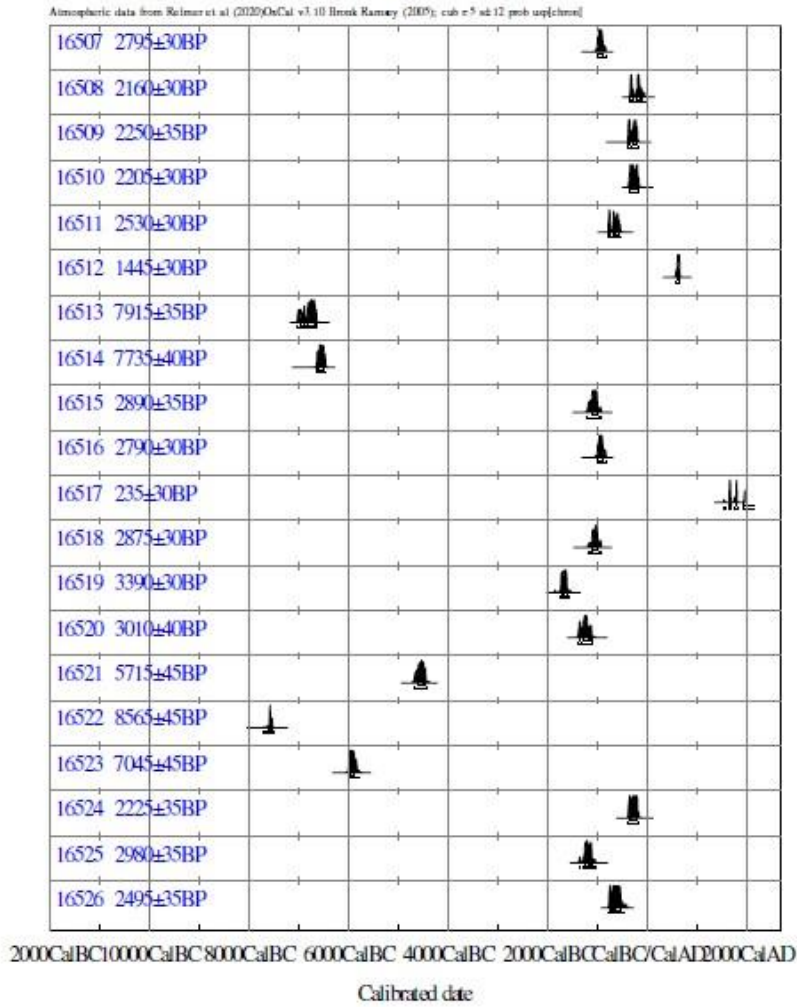 Atmospheric data from Reimer et al (2020)OxCal v3.10 Bronk Ramsey (2005); cub r:5 sd:12 prob usp[chron]
16507 2795±30BP
16508 2160±30BP
16509 2250±35BP
16510 2205±30BP
16511 2530±30BP
16512 1445±30BP
16513 7915±35BP
16514 7735±40BP
16515 2890±35BP
16516 2790±30BP
16517 235±30BP
16518 2875±30BP
16519 3390±30BP
16520 3010±40BP
16521 5715±45BP
16522 8565±45BP
16523 7045±45BP
16524 2225±35BP
16525 2980±35BP
16526 2495±35BP
2000CalBC10000CalBC 8000CalBC 6000CalBC 4000CalBC 2000CalBCCalBC/CalAD2000CalAD
Calibrated date